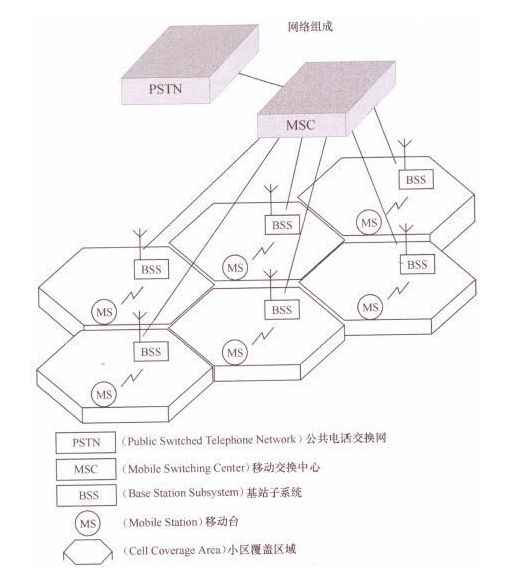 网络组成
PSTN
MSC
BSS
BSS
MS
BSS
BSS
MS
BSS
MS
BSS
MS
MS
BSS
MS
MS
PSTN (Public Switched Telephone Network) 公共电话交换网
MSC (Mobile Switching Center) 移动交换中心
BSS (Base Station Subsystem) 基站子系统
MS (Mobile Station) 移动台
(Cell Coverage Area) 小区覆盖区域